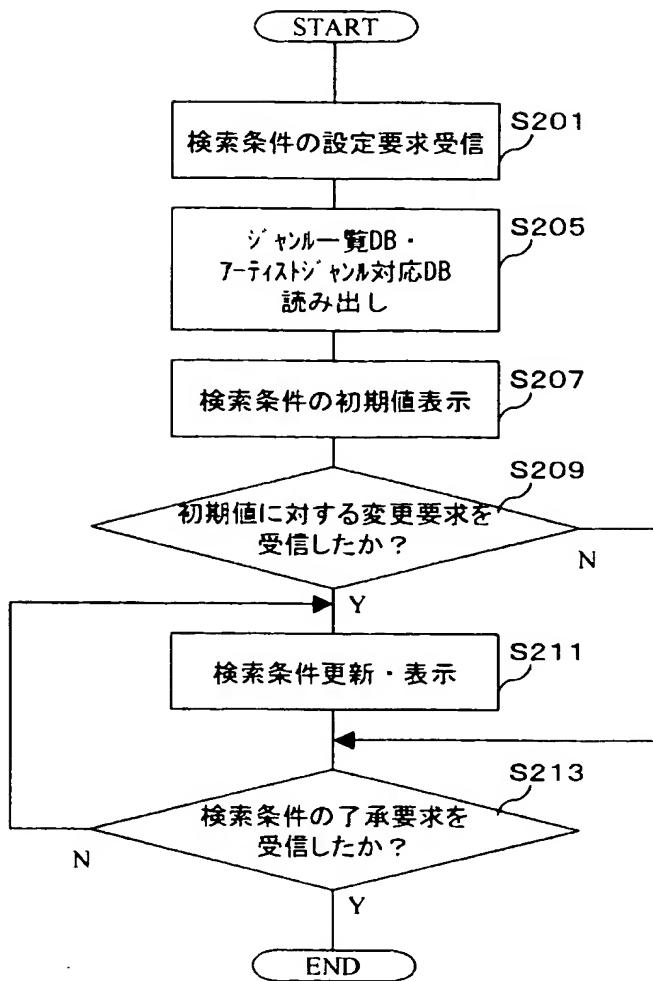 START
S201
検索条件の設定要求受信
S205
ジャンル一覧DB・
アーティストジャンル対応DB
読み出し
S207
検索条件の初期値表示
S209
初期値に対する変更要求を
受信したか?
N
Y
S211
検索条件更新・表示
S213
検索条件の了承要求を
受信したか?
N
Y
END